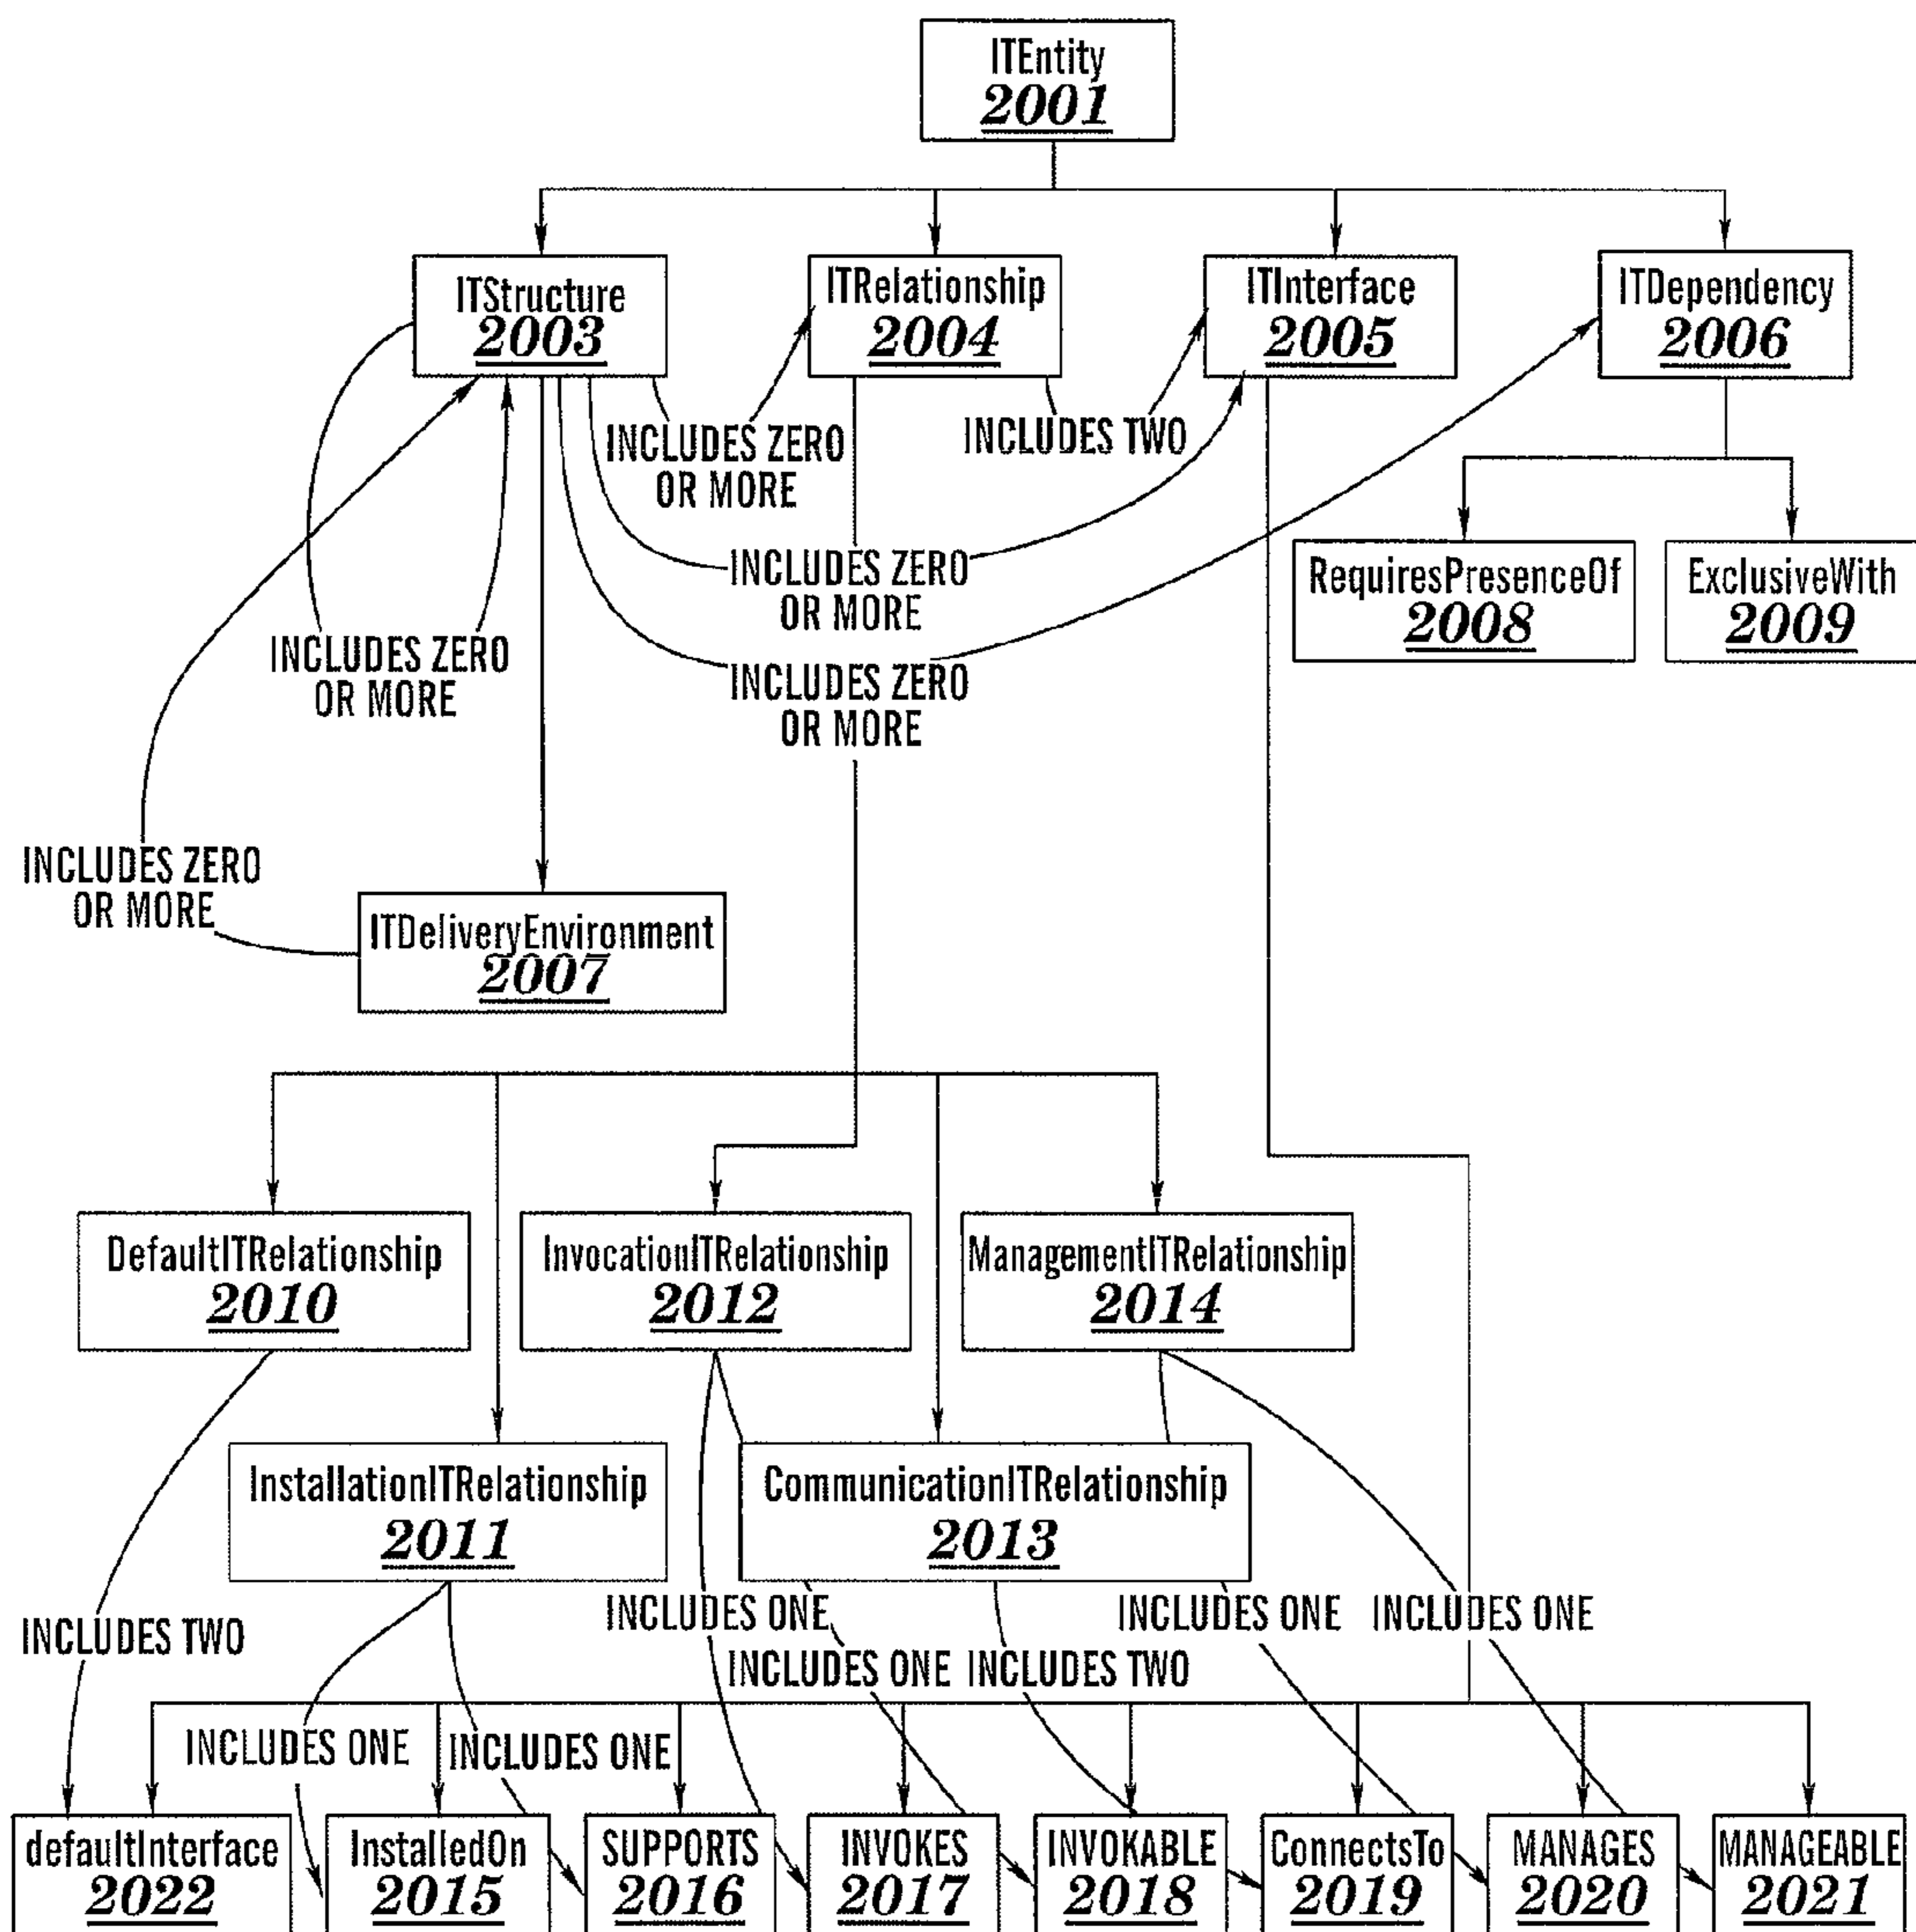 ITEntity
2001
ITStructure
2003
ITRelationship
2004
ITInterface
2005
ITDependency
2006
INCLUDES ZERO
OR MORE
INCLUDES TWO
INCLUDES ZERO
OR MORE
RequiresPresenceOf
2008
ExclusiveWith
2009
INCLUDES ZERO
OR MORE
INCLUDES ZERO
OR MORE
INCLUDES ZERO
OR MORE
ITDeliveryEnvironment
2007
DefaultITRelationship
2010
InvocationITRelationship
2012
ManagementITRelationship
2014
InstallationITRelationship
2011
CommunicationITRelationship
2013
INCLUDES TWO
INCLUDES ONE
INCLUDES ONE
INCLUDES ONE
INCLUDES ONE
INCLUDES TWO
INCLUDES ONE
INCLUDES ONE
defaultInterface
2022
InstalledOn
2015
SUPPORTS
2016
INVOKES
2017
INVOKABLE
2018
ConnectsTo
2019
MANAGES
2020
MANAGEABLE
2021